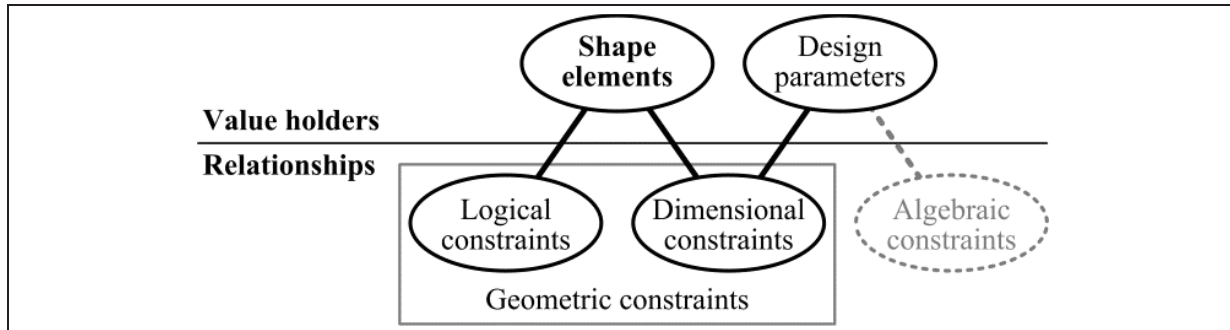 Shape
elements
Design
parameters
Value holders
Relationships
Logical
constraints
Dimensional
constraints
Algebraic
constraints
Geometric constraints